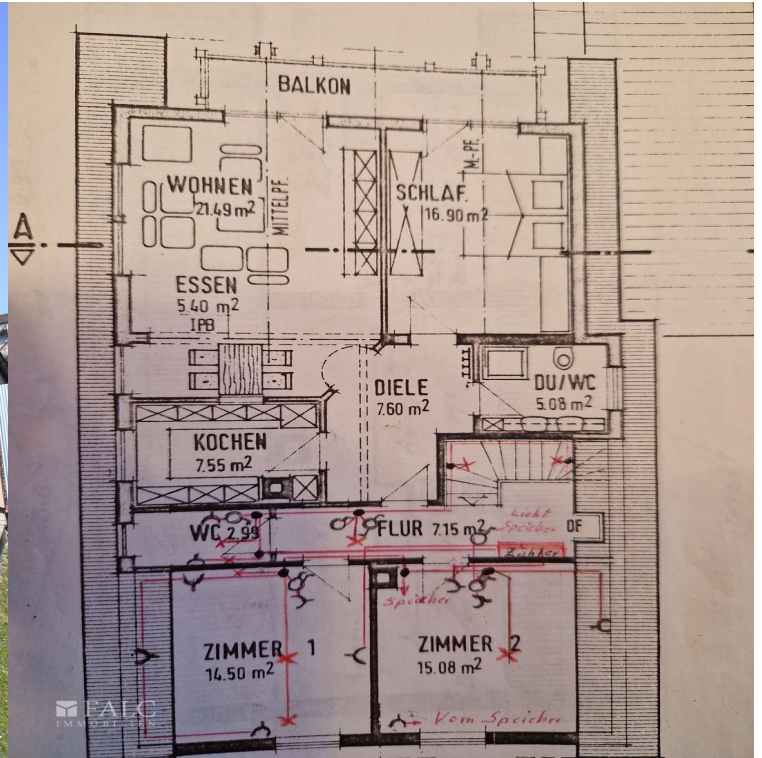 BALKON
A
WOHNEN
21.49 m²
MITTELPF.
SCHLAF.
16.90 m²
M-PF.
ESSEN
5.40 m²
IPB
DIELE
7.60 m²
DU/WC
5.08 m²
KOCHEN
7.55 m²
WC 2,99
FLUR 7.15 m²
Licht
Speicher
OF
Zähler
Speicher
ZIMMER 1
14.50 m²
ZIMMER 2
15.08 m²
Vom Speicher
FALC
IMMOBILIEN